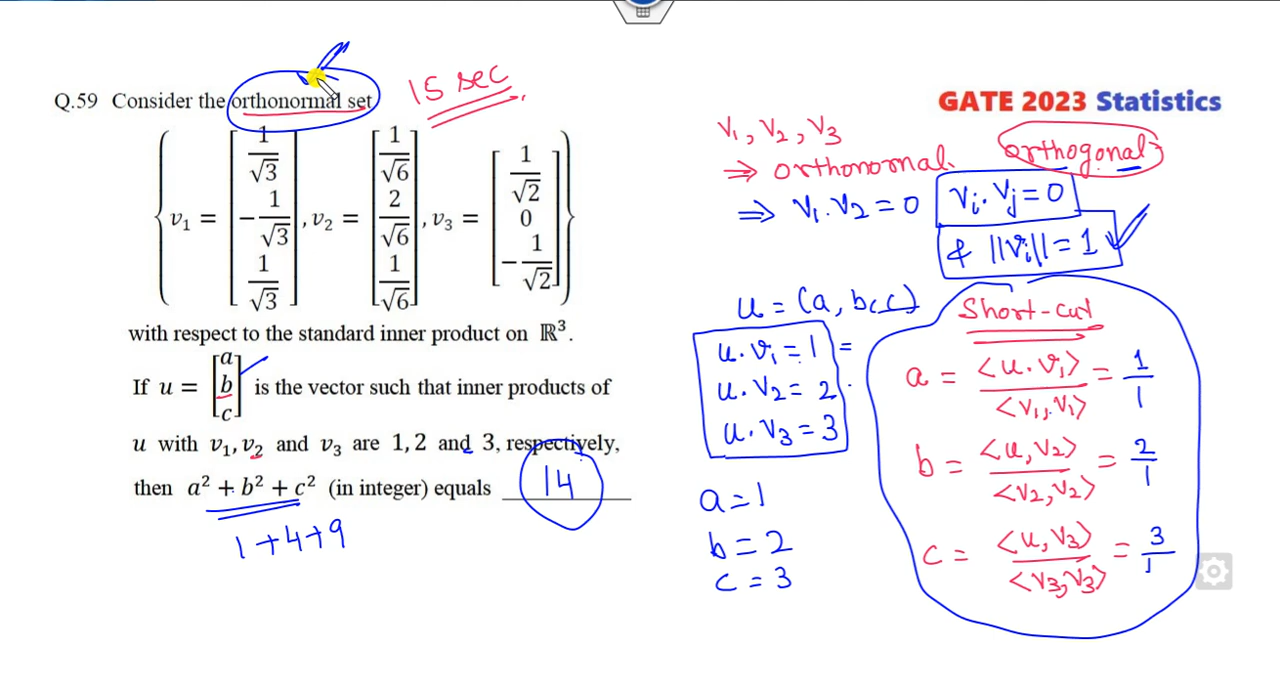 Q.59 Consider the orthonormal set
15 sec
GATE 2023 Statistics
{ v₁ = [1/√3, −1/√3, 1/√3], v₂ = [1/√6, 2/√6, 1/√6], v₃ = [1/√2, 0, −1/√2] }
with respect to the standard inner product on ℝ³.
If u = [a, b, c] is the vector such that inner products of
u with v₁, v₂ and v₃ are 1, 2 and 3, respectively,
then a² + b² + c² (in integer) equals 14
1+4+9
V₁, V₂, V₃
⇒ orthonormal.
orthogonal}
⇒ V₁.V₂ = 0
Vᵢ.Vⱼ = 0
& ||Vᵢ|| = 1
u = (a, b, c)
u.V₁ = 1 =
u.V₂ = 2
u.V₃ = 3
a = 1
b = 2
c = 3
Short-cut
a = <u.V₁> / <V₁,V₁> = 1/1
b = <u,V₂> / <V₂,V₂> = 2/1
c = <u,V₃> / <V₃,V₃> = 3/1